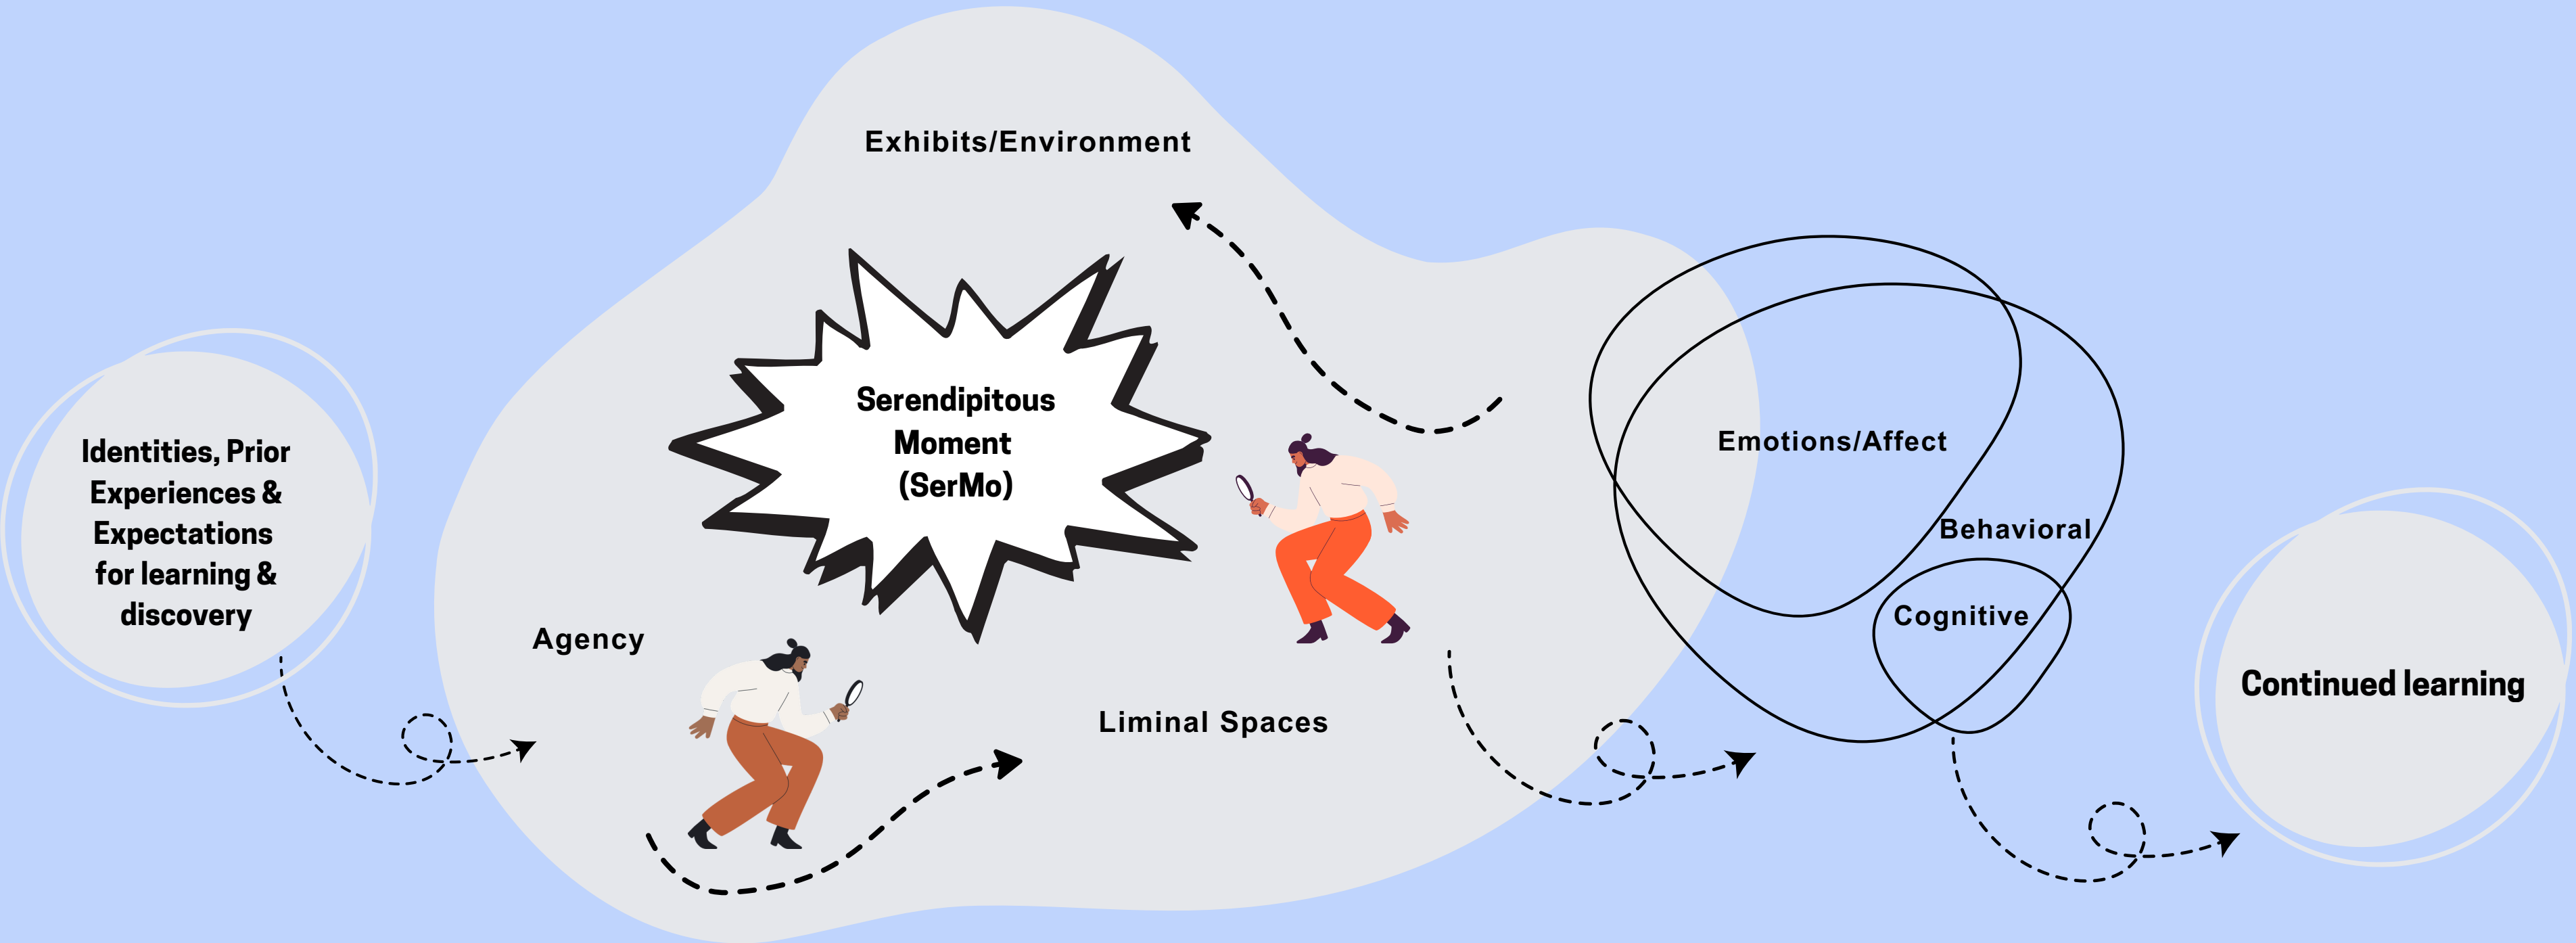 Identities, Prior
Experiences &
Expectations
for learning &
discovery
Exhibits/Environment
Serendipitous
Moment
(SerMo)
Agency
Liminal Spaces
Emotions/Affect
Behavioral
Cognitive
Continued learning